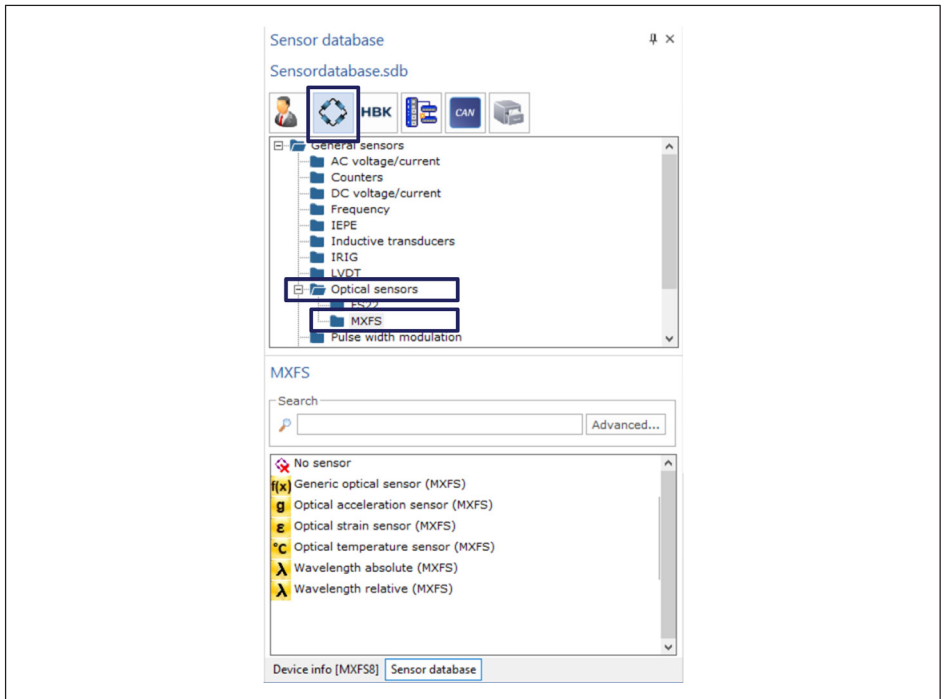 Sensor database
Sensordatabase.sdb
HBK
CAN
General sensors
AC voltage/current
Counters
DC voltage/current
Frequency
IEPE
Inductive transducers
IRIG
LVDT
Optical sensors
FS22
MXFS
Pulse width modulation
MXFS
Search
Advanced...
No sensor
f(x) Generic optical sensor (MXFS)
g Optical acceleration sensor (MXFS)
ε Optical strain sensor (MXFS)
°C Optical temperature sensor (MXFS)
λ Wavelength absolute (MXFS)
λ Wavelength relative (MXFS)
Device info [MXFS8] Sensor database